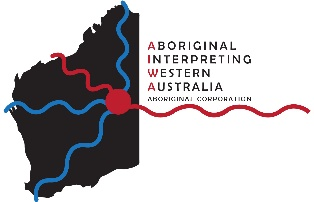 ABORIGINAL
INTERPRETING
WESTERN
AUSTRALIA
ABORIGINAL CORPORATION